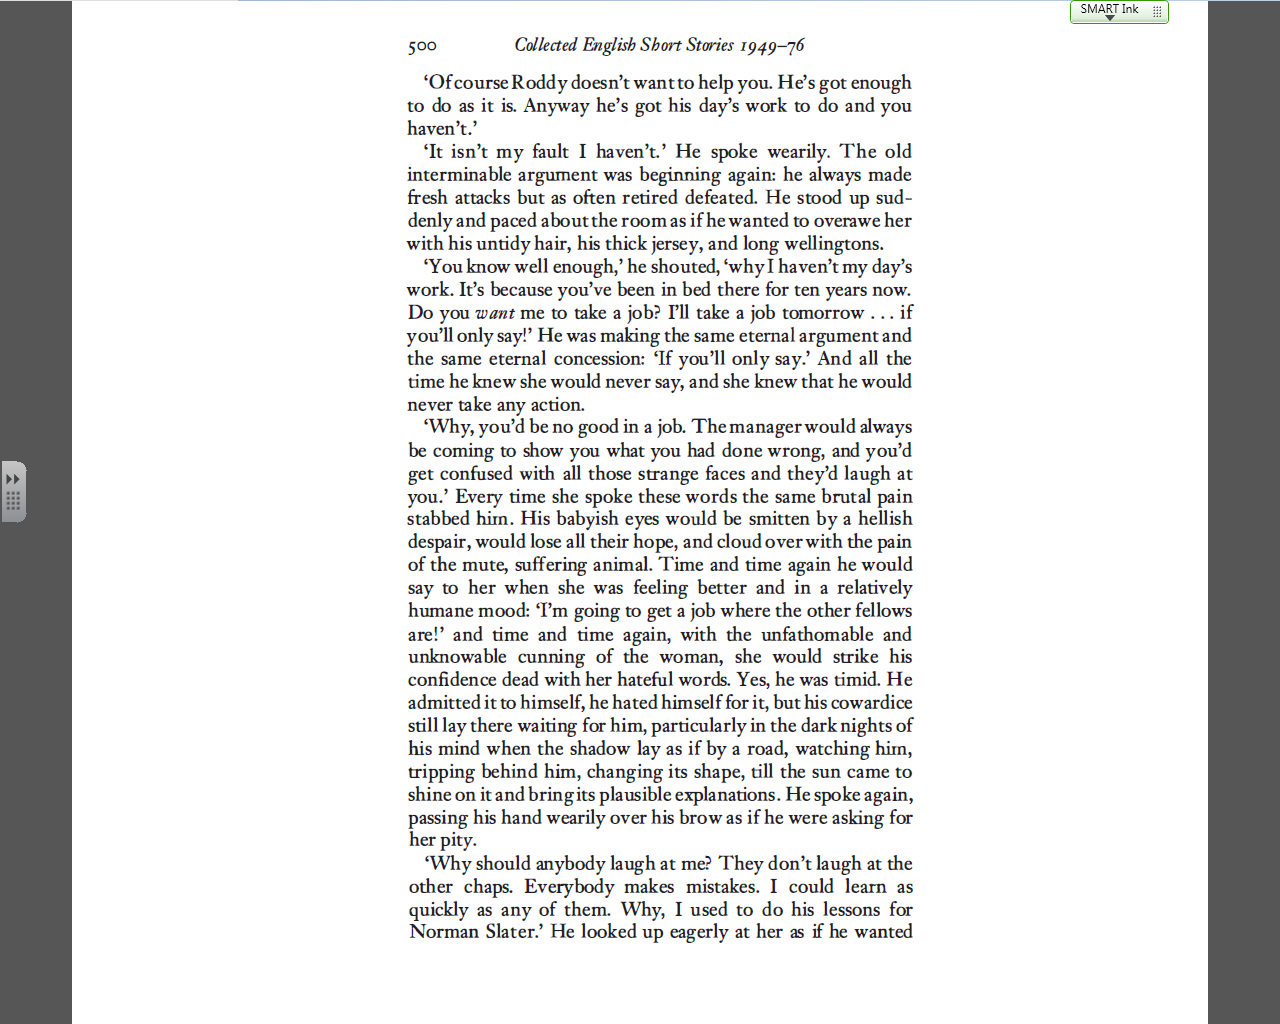 SMART Ink
500 Collected English Short Stories 1949–76
‘Of course Roddy doesn’t want to help you. He’s got enough
to do as it is. Anyway he’s got his day’s work to do and you
haven’t.’
‘It isn’t my fault I haven’t.’ He spoke wearily. The old
interminable argument was beginning again: he always made
fresh attacks but as often retired defeated. He stood up sud-
denly and paced about the room as if he wanted to overawe her
with his untidy hair, his thick jersey, and long wellingtons.
‘You know well enough,’ he shouted, ‘why I haven’t my day’s
work. It’s because you’ve been in bed there for ten years now.
Do you want me to take a job? I’ll take a job tomorrow . . . if
you’ll only say!’ He was making the same eternal argument and
the same eternal concession: ‘If you’ll only say.’ And all the
time he knew she would never say, and she knew that he would
never take any action.
‘Why, you’d be no good in a job. The manager would always
be coming to show you what you had done wrong, and you’d
get confused with all those strange faces and they’d laugh at
you.’ Every time she spoke these words the same brutal pain
stabbed him. His babyish eyes would be smitten by a hellish
despair, would lose all their hope, and cloud over with the pain
of the mute, suffering animal. Time and time again he would
say to her when she was feeling better and in a relatively
humane mood: ‘I’m going to get a job where the other fellows
are!’ and time and time again, with the unfathomable and
unknowable cunning of the woman, she would strike his
confidence dead with her hateful words. Yes, he was timid. He
admitted it to himself, he hated himself for it, but his cowardice
still lay there waiting for him, particularly in the dark nights of
his mind when the shadow lay as if by a road, watching him,
tripping behind him, changing its shape, till the sun came to
shine on it and bring its plausible explanations. He spoke again,
passing his hand wearily over his brow as if he were asking for
her pity.
‘Why should anybody laugh at me? They don’t laugh at the
other chaps. Everybody makes mistakes. I could learn as
quickly as any of them. Why, I used to do his lessons for
Norman Slater.’ He looked up eagerly at her as if he wanted